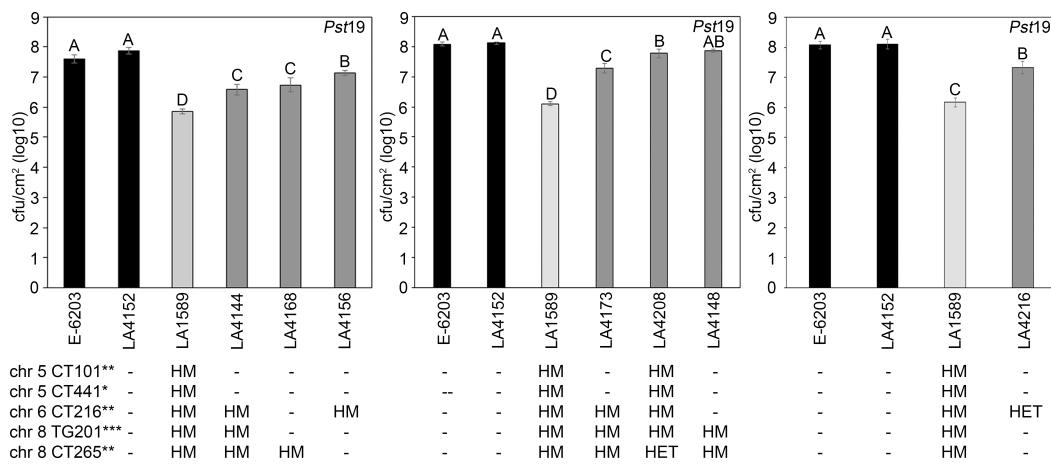 Pst19
9
8
7
6
5
4
3
2
1
0
cfu/cm² (log10)
A A D C C B
E-6203 LA4152 LA1589 LA4144 LA4168 LA4156
Pst19
9
8
7
6
5
4
3
2
1
0
cfu/cm² (log10)
A A D C B AB
E-6203 LA4152 LA1589 LA4173 LA4208 LA4148
Pst19
9
8
7
6
5
4
3
2
1
0
cfu/cm² (log10)
A A C B
E-6203 LA4152 LA1589 LA4216
chr 5 CT101** - HM - - - - - HM - HM - - - HM -
chr 5 CT441* - HM - - - -- - HM - HM - - - HM -
chr 6 CT216** - HM HM - HM - - HM HM HM - - - HM HET
chr 8 TG201*** - HM HM - - - - HM HM HM HM - - HM -
chr 8 CT265** - HM HM HM - - - HM HM HET HM - - HM -